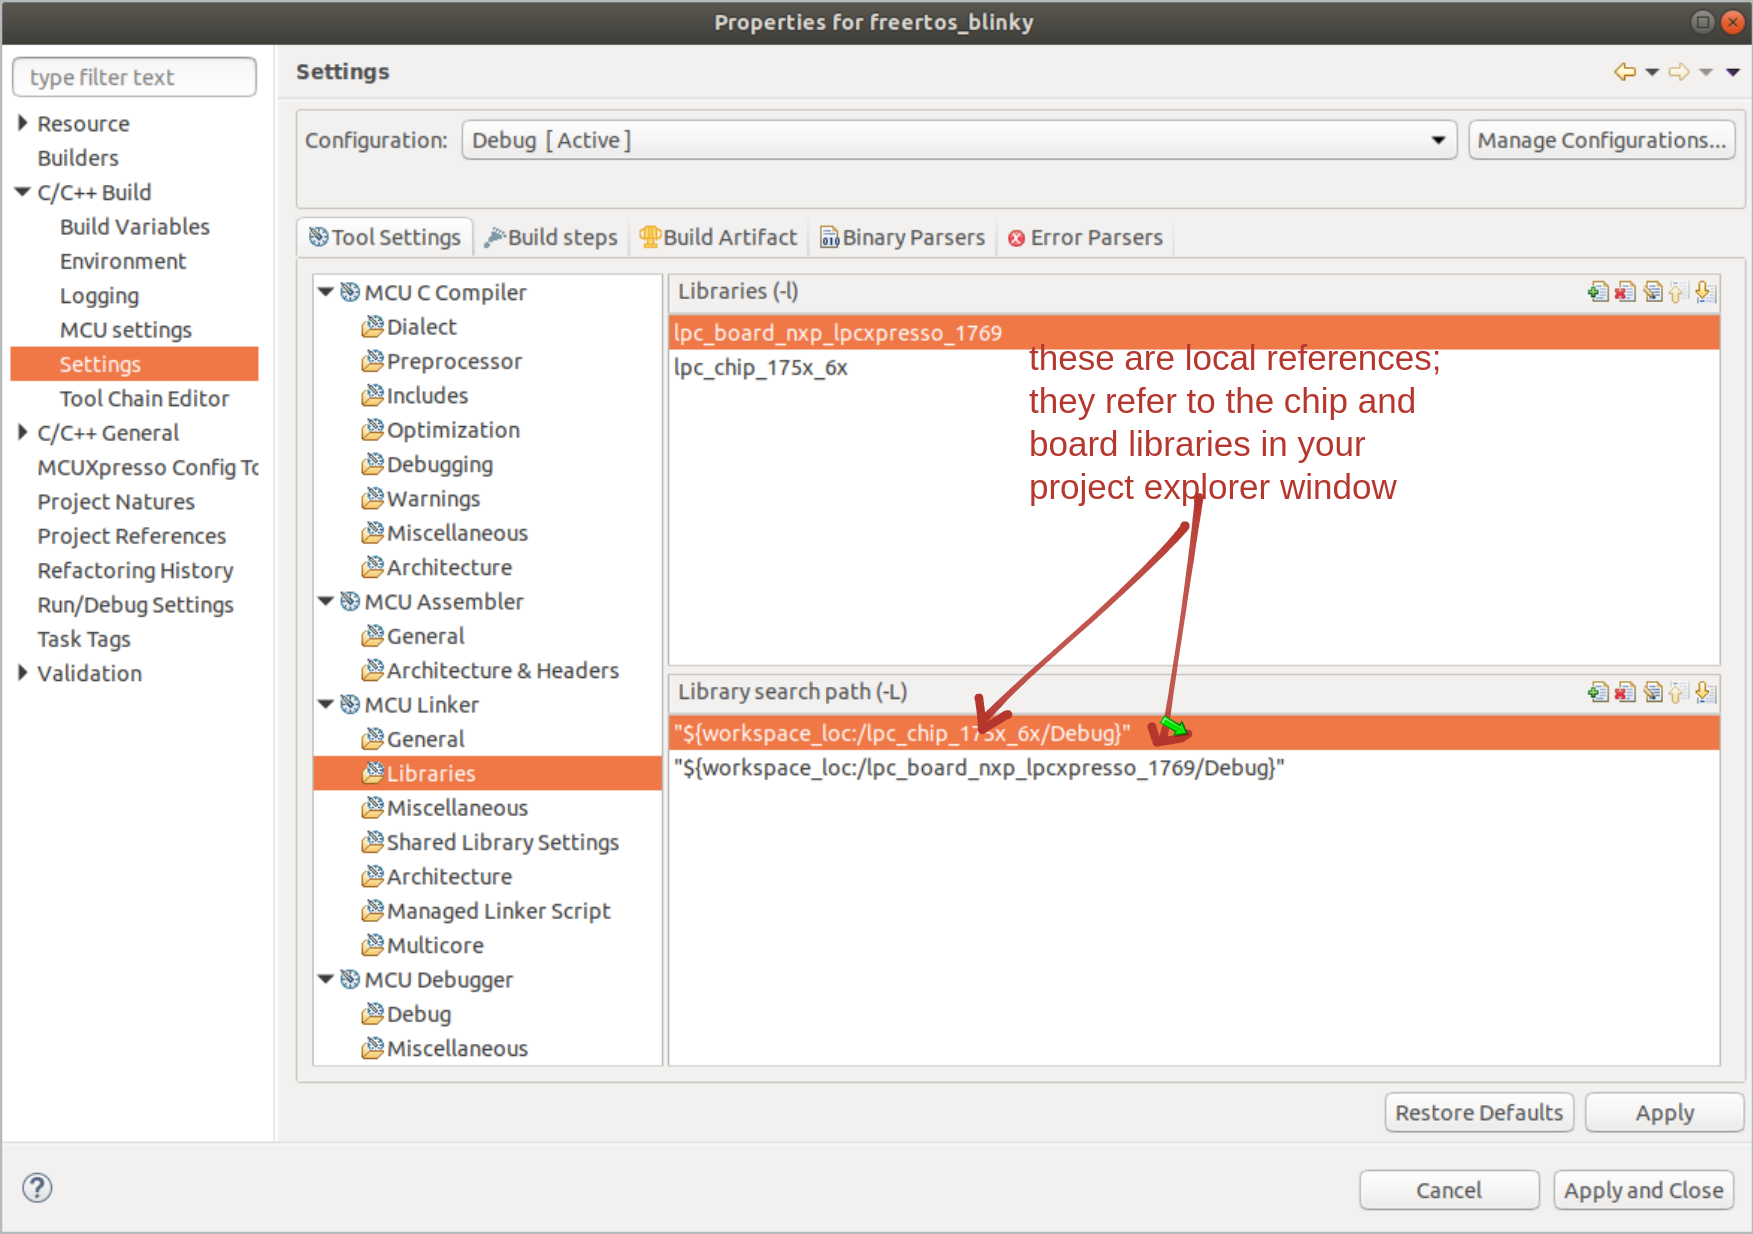 Properties for freertos_blinky
type filter text
Resource
Builders
C/C++ Build
Build Variables
Environment
Logging
MCU settings
Settings
Tool Chain Editor
C/C++ General
MCUXpresso Config To
Project Natures
Project References
Refactoring History
Run/Debug Settings
Task Tags
Validation
Settings
Configuration: Debug [ Active ] Manage Configurations...
Tool Settings Build steps Build Artifact Binary Parsers Error Parsers
MCU C Compiler
Dialect
Preprocessor
Includes
Optimization
Debugging
Warnings
Miscellaneous
Architecture
MCU Assembler
General
Architecture & Headers
MCU Linker
General
Libraries
Miscellaneous
Shared Library Settings
Architecture
Managed Linker Script
Multicore
MCU Debugger
Debug
Miscellaneous
Libraries (-l)
lpc_board_nxp_lpcxpresso_1769
lpc_chip_175x_6x
these are local references;
they refer to the chip and
board libraries in your
project explorer window
Library search path (-L)
"${workspace_loc:/lpc_chip_175x_6x/Debug}"
"${workspace_loc:/lpc_board_nxp_lpcxpresso_1769/Debug}"
Restore Defaults Apply
Cancel Apply and Close